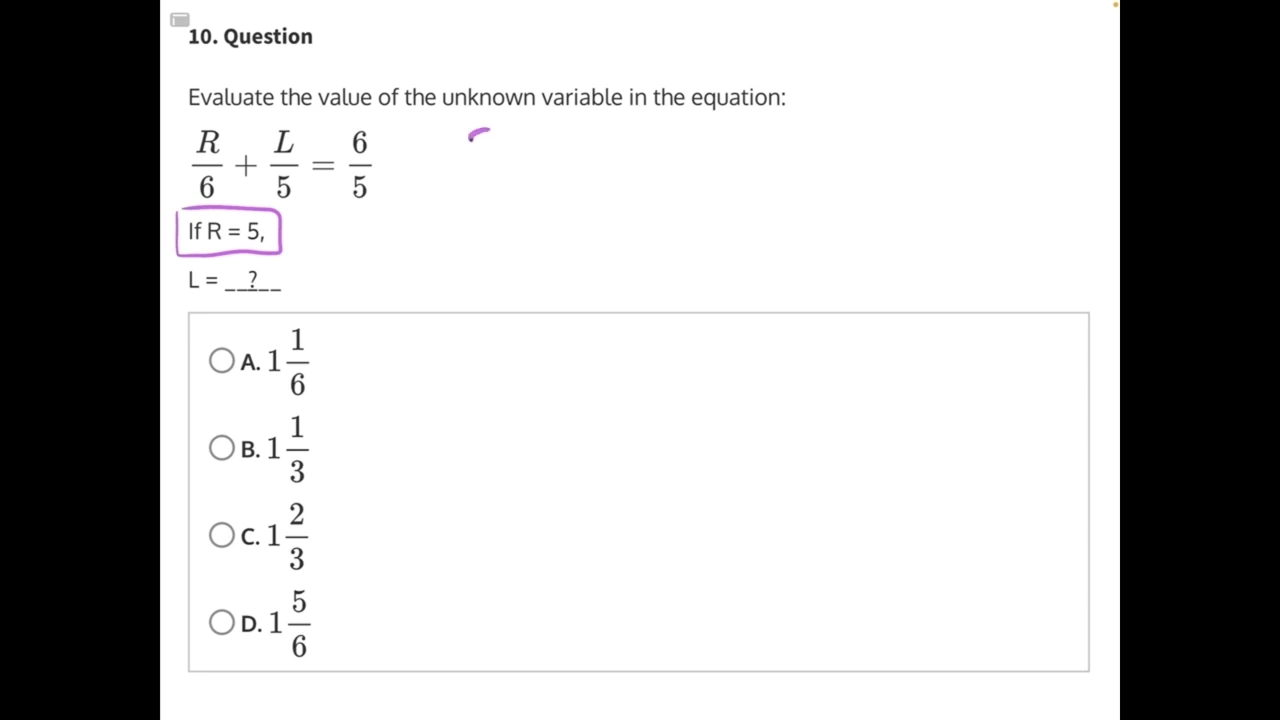 10. Question
Evaluate the value of the unknown variable in the equation:
R/6 + L/5 = 6/5
If R = 5,
L = __?__
A. 1 1/6
B. 1 1/3
C. 1 2/3
D. 1 5/6